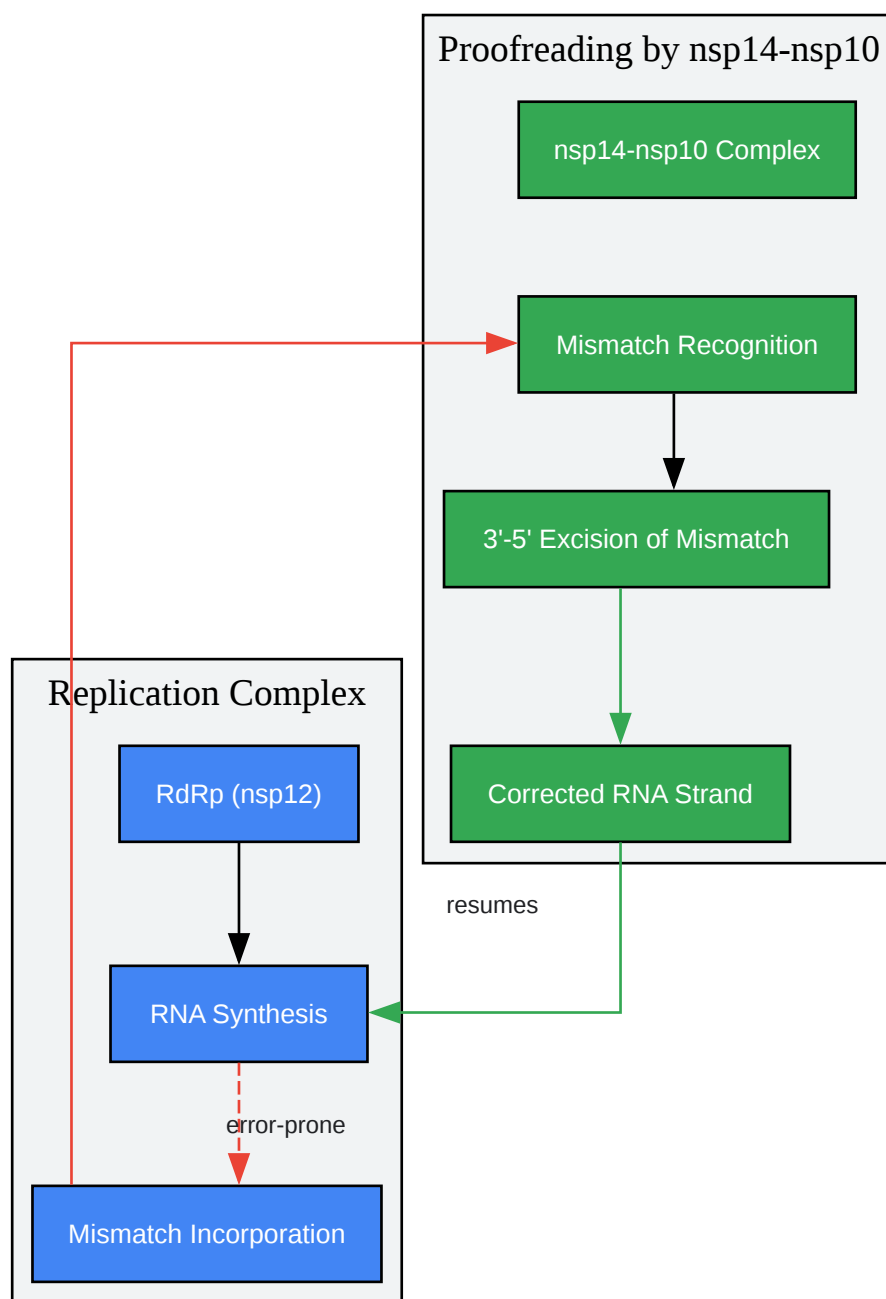 Proofreading by nsp14-nsp10
nsp14-nsp10 Complex
Mismatch Recognition
3'-5' Excision of Mismatch
Corrected RNA Strand
resumes
Replication Complex
RdRp (nsp12)
RNA Synthesis
error-prone
Mismatch Incorporation